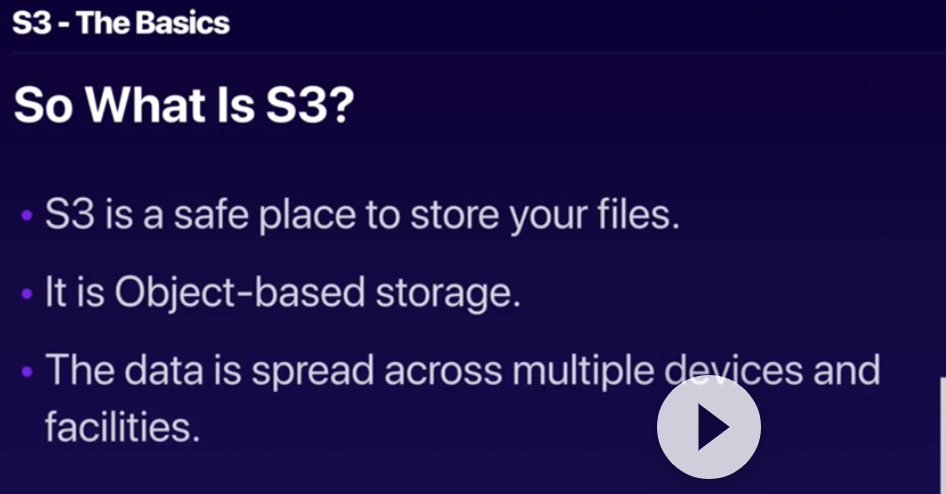 S3 - The Basics
So What Is S3?
• S3 is a safe place to store your files.
• It is Object-based storage.
• The data is spread across multiple devices and
facilities.